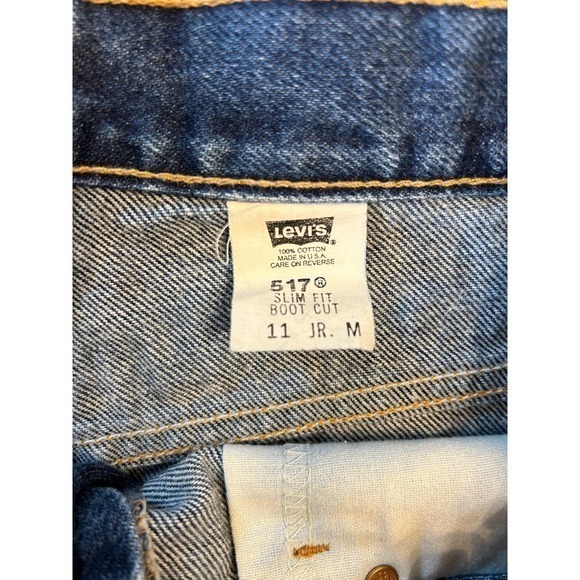 Levi's ®
100% COTTON
MADE IN U.S.A.
CARE ON REVERSE
517®
SLIM FIT
BOOT CUT
11 JR. M